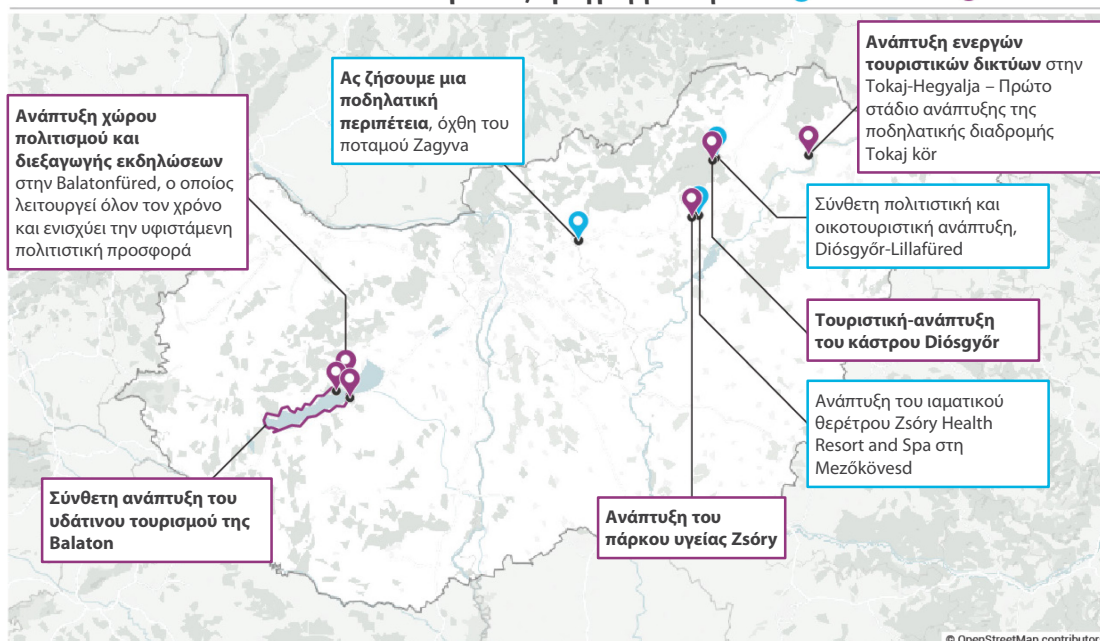 Ανάπτυξη ενεργών
τουριστικών δικτύων στην
Tokaj-Hegyalja – Πρώτο
στάδιο ανάπτυξης της
ποδηλατικής διαδρομής
Tokaj kör
Ας ζήσουμε μια
ποδηλατική
περιπέτεια, όχθη του
ποταμού Zagyva
Ανάπτυξη χώρου
πολιτισμού και
διεξαγωγής εκδηλώσεων
στην Balatonfüred, ο οποίος
λειτουργεί όλον τον χρόνο
και ενισχύει την υφιστάμενη
πολιτιστική προσφορά
Σύνθετη πολιτιστική και
οικοτουριστική ανάπτυξη,
Diósgyőr-Lillafüred
Τουριστική-ανάπτυξη
του κάστρου Diósgyőr
Ανάπτυξη του ιαματικού
θερέτρου Zsóry Health
Resort and Spa στη
Mezőkövesd
Σύνθετη ανάπτυξη του
υδάτινου τουρισμού της
Balaton
Ανάπτυξη του
πάρκου υγείας Zsóry
© OpenStreetMap contributor